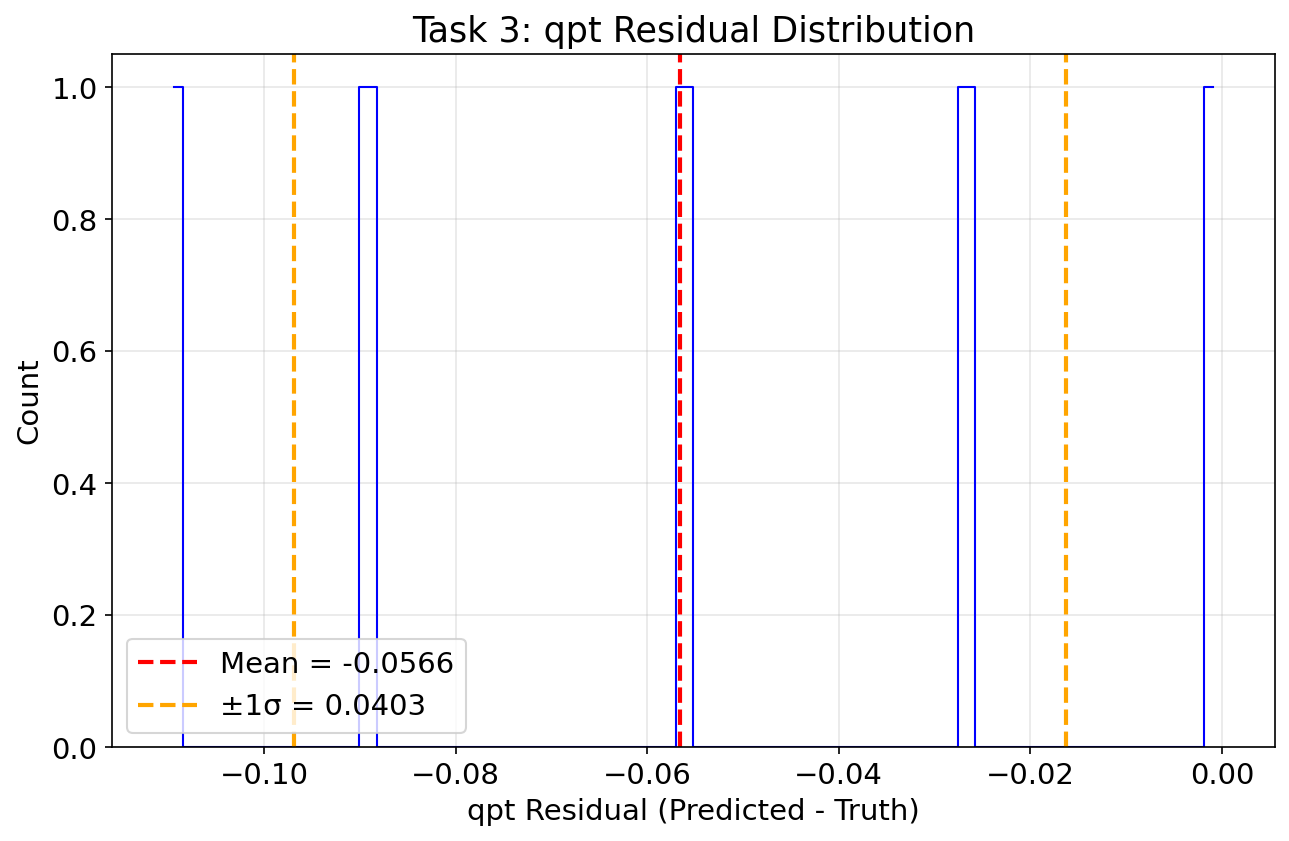 Task 3: qpt Residual Distribution
Count
1.0
0.8
0.6
0.4
0.2
0.0
Mean = -0.0566
±1σ = 0.0403
−0.10
−0.08
−0.06
−0.04
−0.02
0.00
qpt Residual (Predicted - Truth)